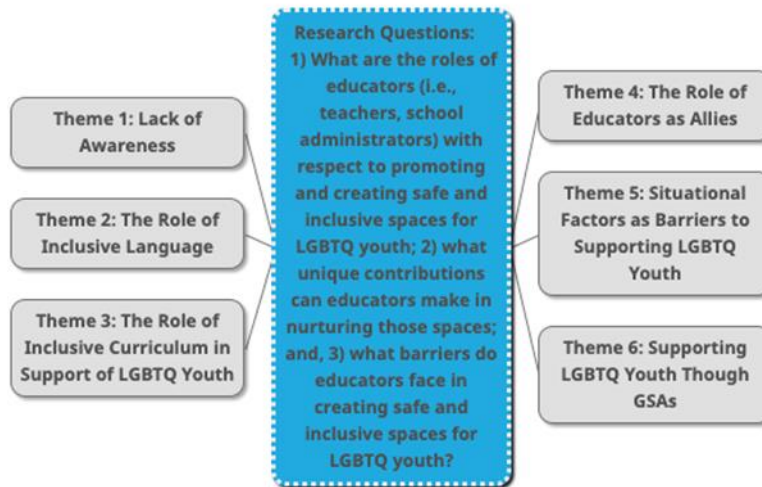 Theme 1: Lack of
Awareness
Theme 2: The Role of
Inclusive Language
Theme 3: The Role of
Inclusive Curriculum in
Support of LGBTQ Youth
Research Questions:
1) What are the roles of
educators (i.e.,
teachers, school
administrators) with
respect to promoting
and creating safe and
inclusive spaces for
LGBTQ youth; 2) what
unique contributions
can educators make in
nurturing those spaces;
and, 3) what barriers do
educators face in
creating safe and
inclusive spaces for
LGBTQ youth?
Theme 4: The Role of
Educators as Allies
Theme 5: Situational
Factors as Barriers to
Supporting LGBTQ
Youth
Theme 6: Supporting
LGBTQ Youth Though
GSAs